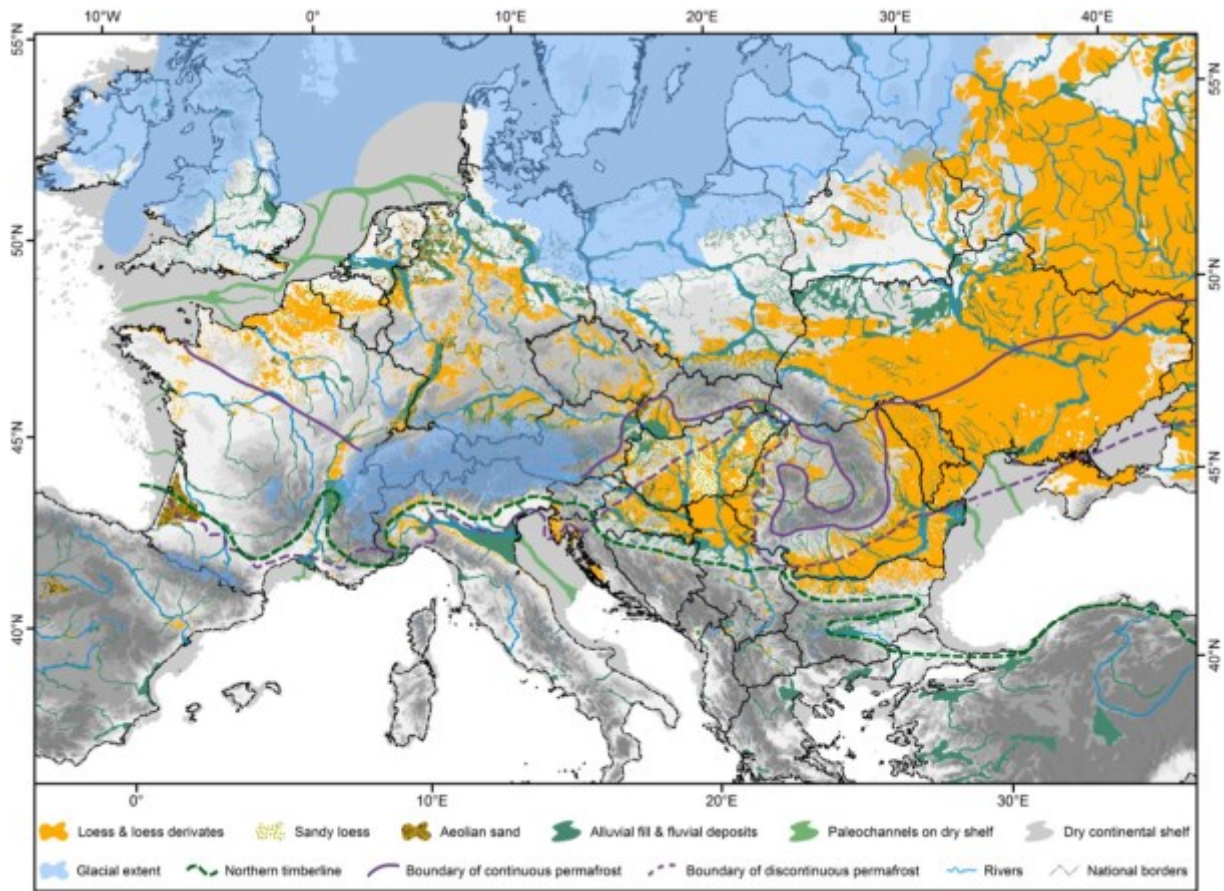 10°W 0° 10°E 20°E 30°E 40°E
55°N 55°N
50°N 50°N
45°N 45°N
40°N 40°N
0° 10°E 20°E 30°E
Loess & loess derivates Sandy loess Aeolian sand Alluvial fill & fluvial deposits Paleochannels on dry shelf Dry continental shelf
Glacial extent Northern timberline Boundary of continuous permafrost Boundary of discontinuous permafrost Rivers National borders